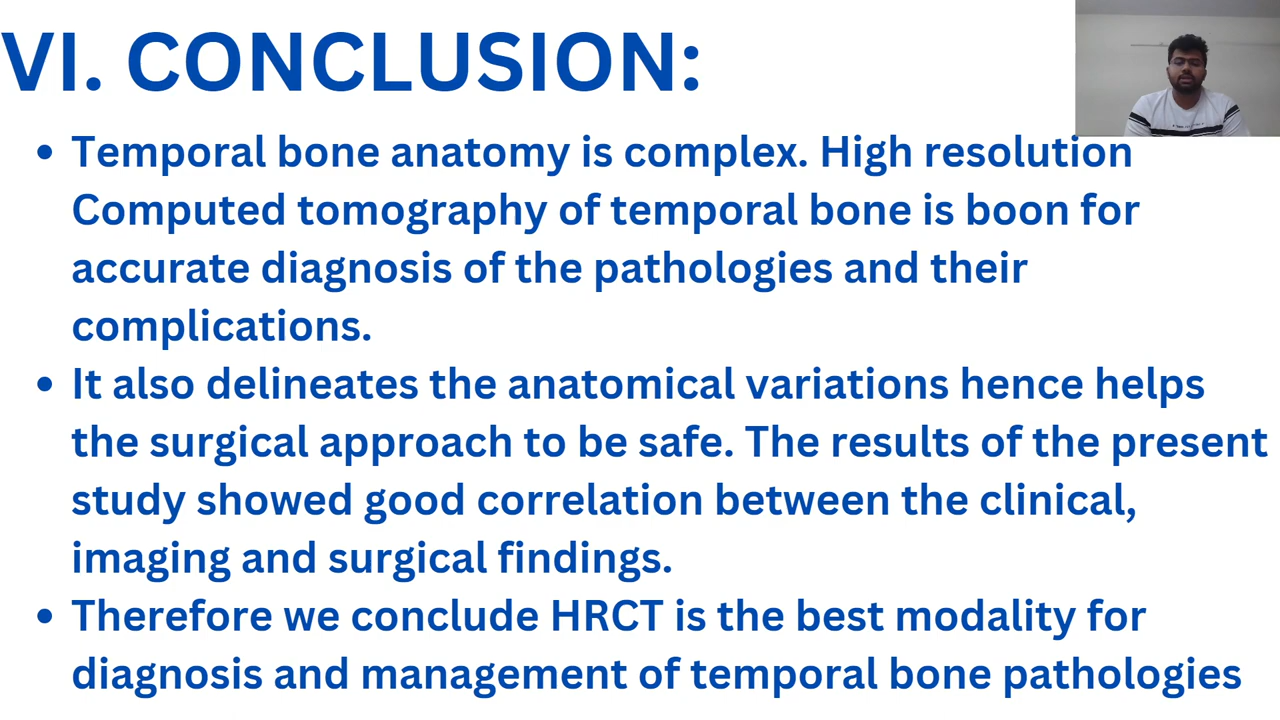 VI. CONCLUSION:
• Temporal bone anatomy is complex. High resolution
Computed tomography of temporal bone is boon for
accurate diagnosis of the pathologies and their
complications.
• It also delineates the anatomical variations hence helps
the surgical approach to be safe. The results of the present
study showed good correlation between the clinical,
imaging and surgical findings.
• Therefore we conclude HRCT is the best modality for
diagnosis and management of temporal bone pathologies